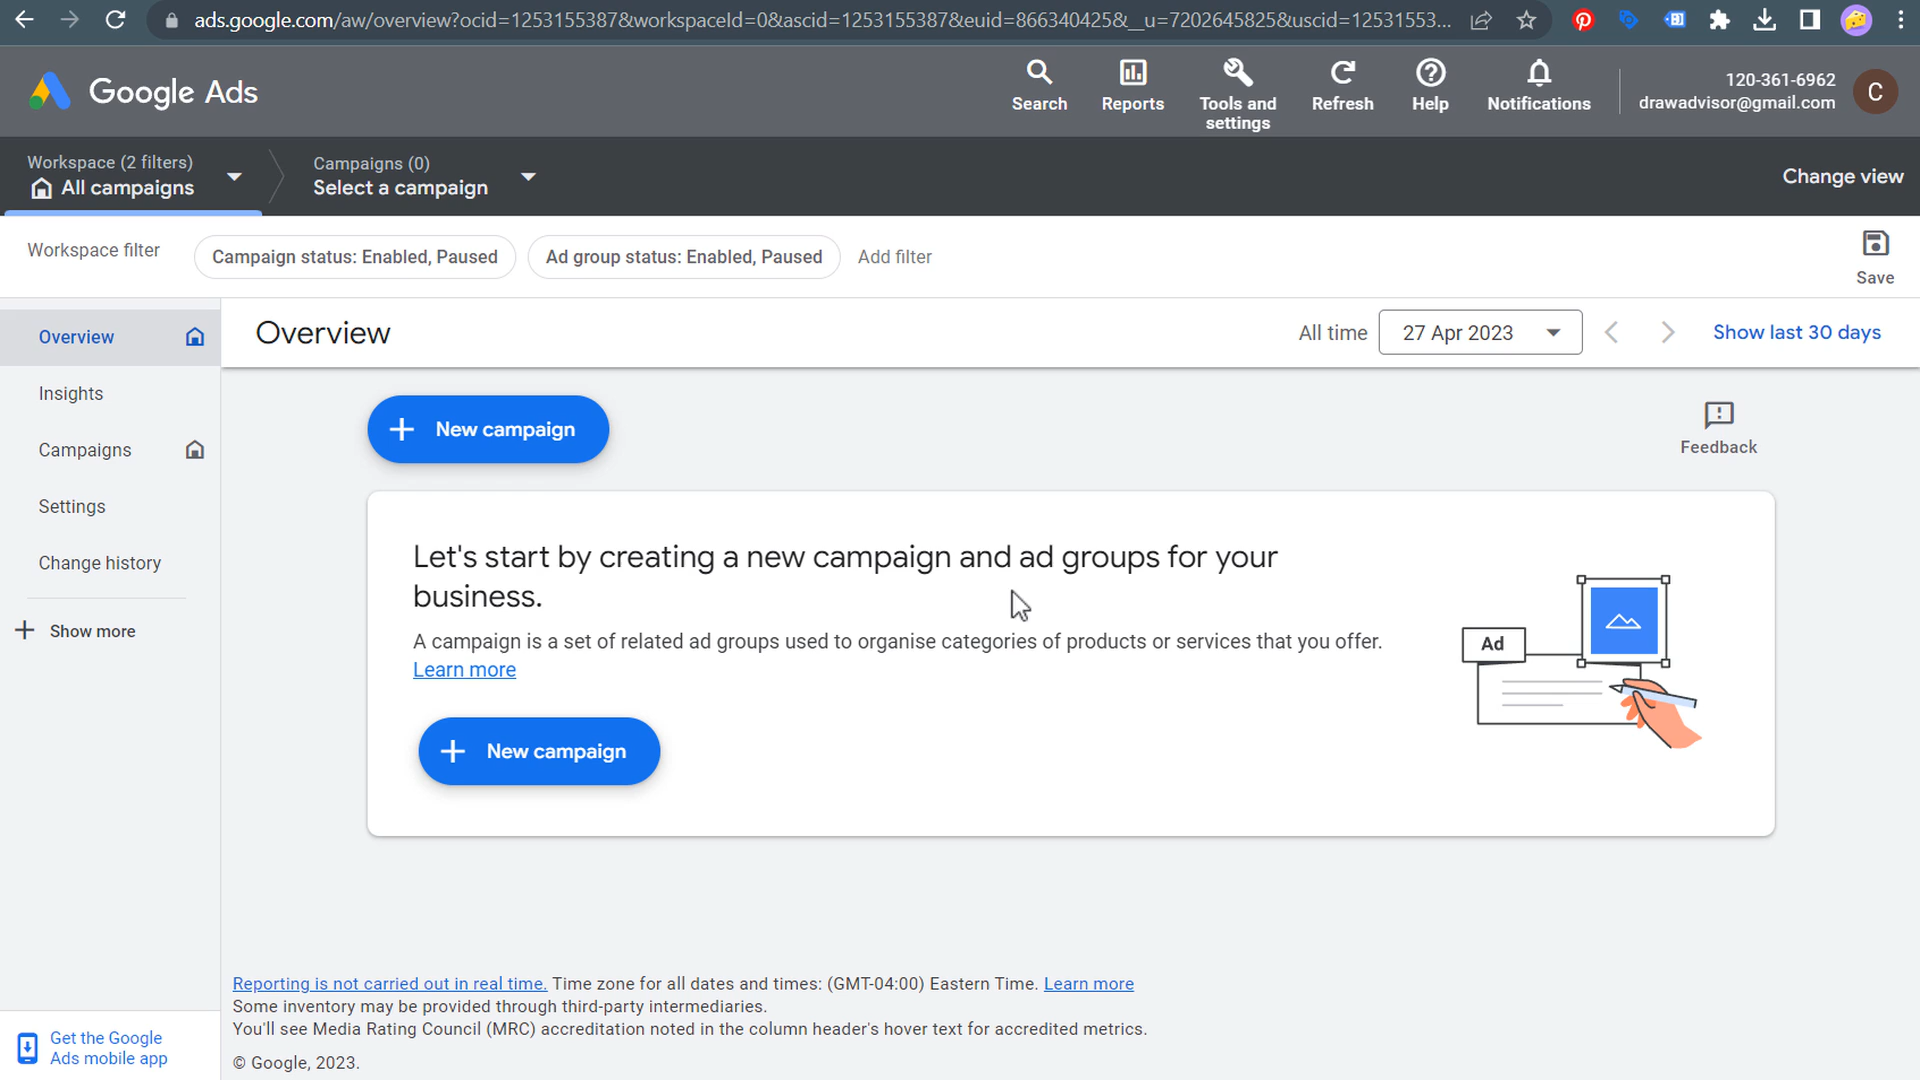 ads.google.com/aw/overview?ocid=1253155387&workspaceId=0&ascid=1253155387&euid=866340425&__u=7202645825&uscid=12531553...
Google Ads
Search
Reports
Tools and
settings
Refresh
Help
Notifications
120-361-6962
drawadvisor@gmail.com
C
Workspace (2 filters)
All campaigns
Campaigns (0)
Select a campaign
Change view
Workspace filter
Campaign status: Enabled, Paused
Ad group status: Enabled, Paused
Add filter
Save
Overview
Insights
Campaigns
Settings
Change history
Show more
Get the Google
Ads mobile app
Overview
All time
27 Apr 2023
Show last 30 days
New campaign
Feedback
Let's start by creating a new campaign and ad groups for your
business.
A campaign is a set of related ad groups used to organise categories of products or services that you offer.
Learn more
New campaign
Ad
Reporting is not carried out in real time. Time zone for all dates and times: (GMT-04:00) Eastern Time. Learn more
Some inventory may be provided through third-party intermediaries.
You'll see Media Rating Council (MRC) accreditation noted in the column header's hover text for accredited metrics.
© Google, 2023.